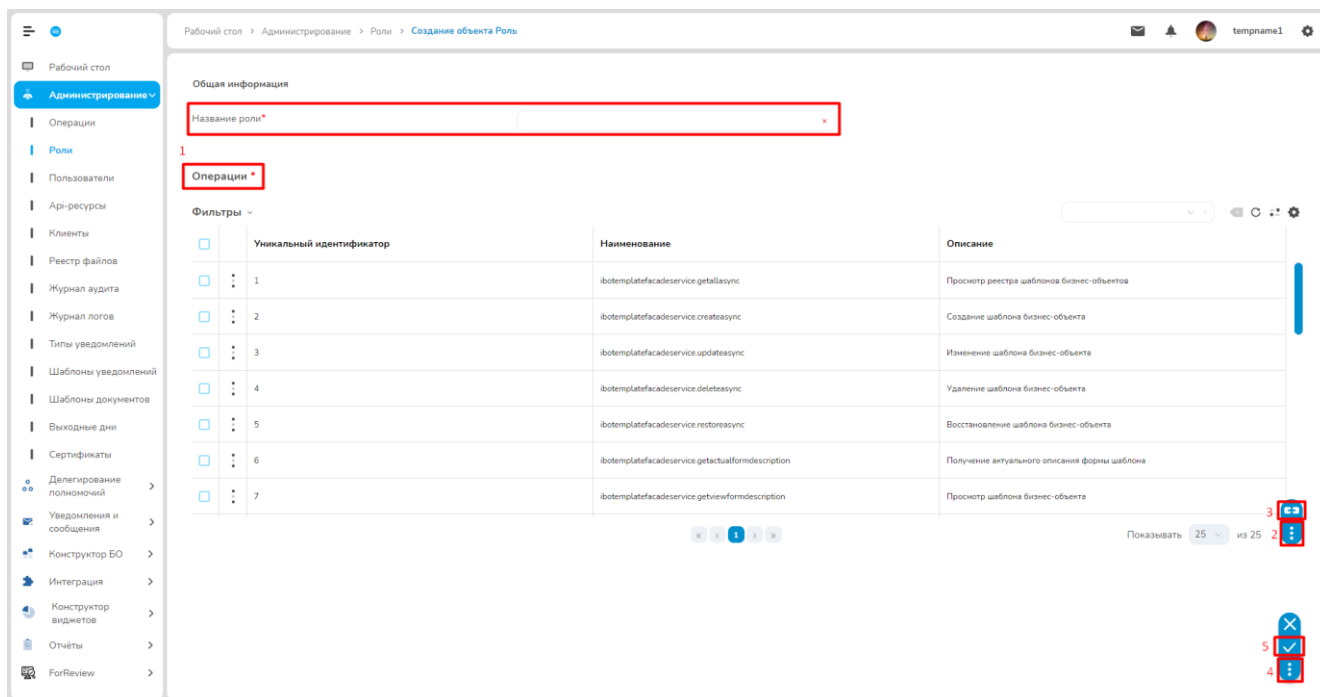 Рабочий стол > Администрирование > Роли > Создание объекта Роль
tempname1
Рабочий стол
Администрирование
Операции
Роли
Пользователи
Api-ресурсы
Клиенты
Реестр файлов
Журнал аудита
Журнал логов
Типы уведомлений
Шаблоны уведомлений
Шаблоны документов
Выходные дни
Сертификаты
Делегирование
полномочий
Уведомления и
сообщения
Конструктор БО
Интеграция
Конструктор
виджетов
Отчёты
ForReview
Общая информация
Название роли*
1
Операции *
Фильтры
Уникальный идентификатор Наименование Описание
1 ibotemplatefacadeservice.getallasync Просмотр реестра шаблонов бизнес-объектов
2 ibotemplatefacadeservice.createasync Создание шаблона бизнес-объекта
3 ibotemplatefacadeservice.updateasync Изменение шаблона бизнес-объекта
4 ibotemplatefacadeservice.deleteasync Удаление шаблона бизнес-объекта
5 ibotemplatefacadeservice.restoreasync Восстановление шаблона бизнес-объекта
6 ibotemplatefacadeservice.getactualformdescription Получение актуального описания формы шаблона
7 ibotemplatefacadeservice.getviewformdescription Просмотр шаблона бизнес-объекта
3
« ‹ 1 › » Показывать 25 из 25 2
5
4